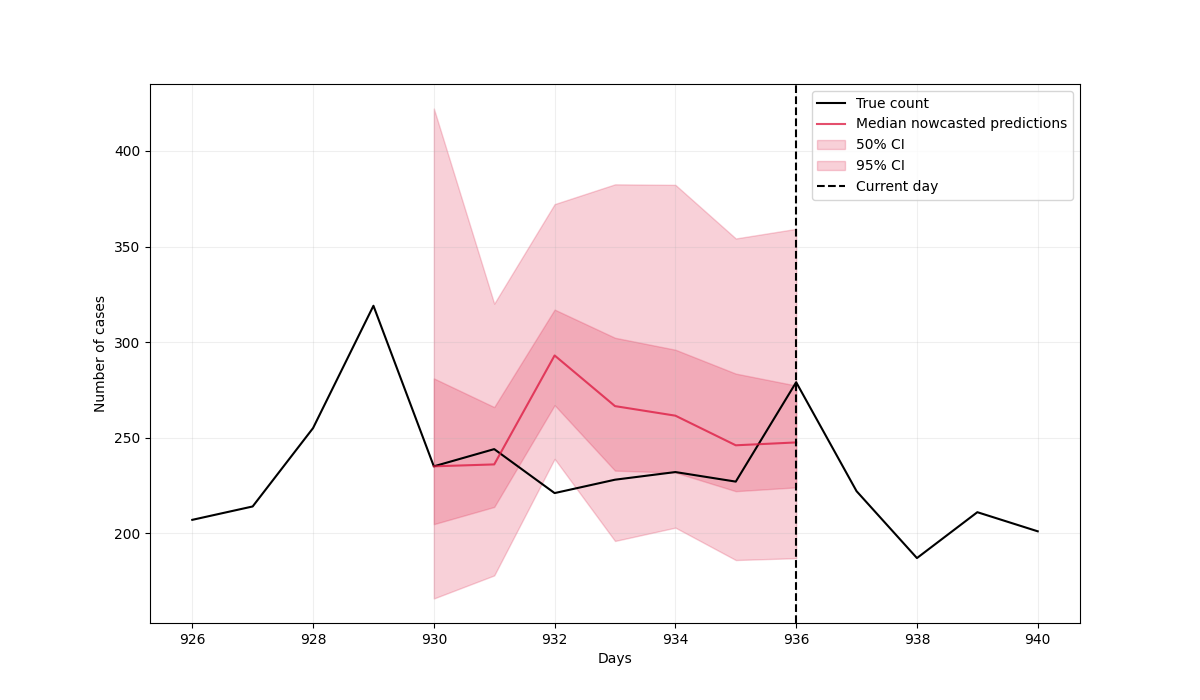 True count
Median nowcasted predictions
50% CI
95% CI
Current day
400
350
300
250
200
Number of cases
926 928 930 932 934 936 938 940
Days